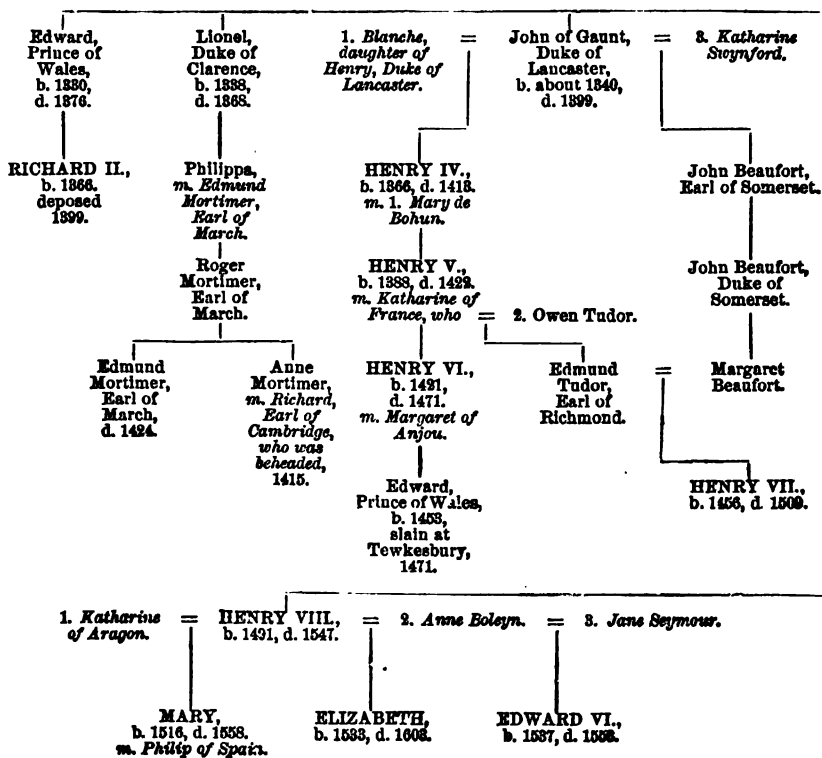 Edward,
Prince of
Wales,
b. 1330,
d. 1376.
Lionel,
Duke of
Clarence,
b. 1338,
d. 1368.
1. Blanche,
daughter of
Henry, Duke of
Lancaster.
=
John of Gaunt,
Duke of
Lancaster,
b. about 1340,
d. 1399.
=
3. Katharine
Swynford.
RICHARD II.,
b. 1366.
deposed
1399.
Philippa,
m. Edmund
Mortimer,
Earl of
March.
HENRY IV.,
b. 1366, d. 1413.
m. 1. Mary de
Bohun.
John Beaufort,
Earl of Somerset.
Roger
Mortimer,
Earl of
March.
HENRY V.,
b. 1388, d. 1422.
m. Katharine of
France, who
=
2. Owen Tudor.
John Beaufort,
Duke of
Somerset.
Edmund
Mortimer,
Earl of
March,
d. 1424.
Anne
Mortimer,
m. Richard,
Earl of
Cambridge,
who was
beheaded,
1415.
HENRY VI.,
b. 1421,
d. 1471.
m. Margaret of
Anjou.
Edmund
Tudor,
Earl of
Richmond.
=
Margaret
Beaufort.
Edward,
Prince of Wales,
b. 1453,
slain at
Tewkesbury,
1471.
HENRY VII.,
b. 1456, d. 1509.
1. Katharine
of Aragon.
=
HENRY VIII.,
b. 1491, d. 1547.
=
2. Anne Boleyn.
=
3. Jane Seymour.
MARY,
b. 1516, d. 1558.
m. Philip of Spain.
ELIZABETH,
b. 1533, d. 1603.
EDWARD VI.,
b. 1537, d. 1553.